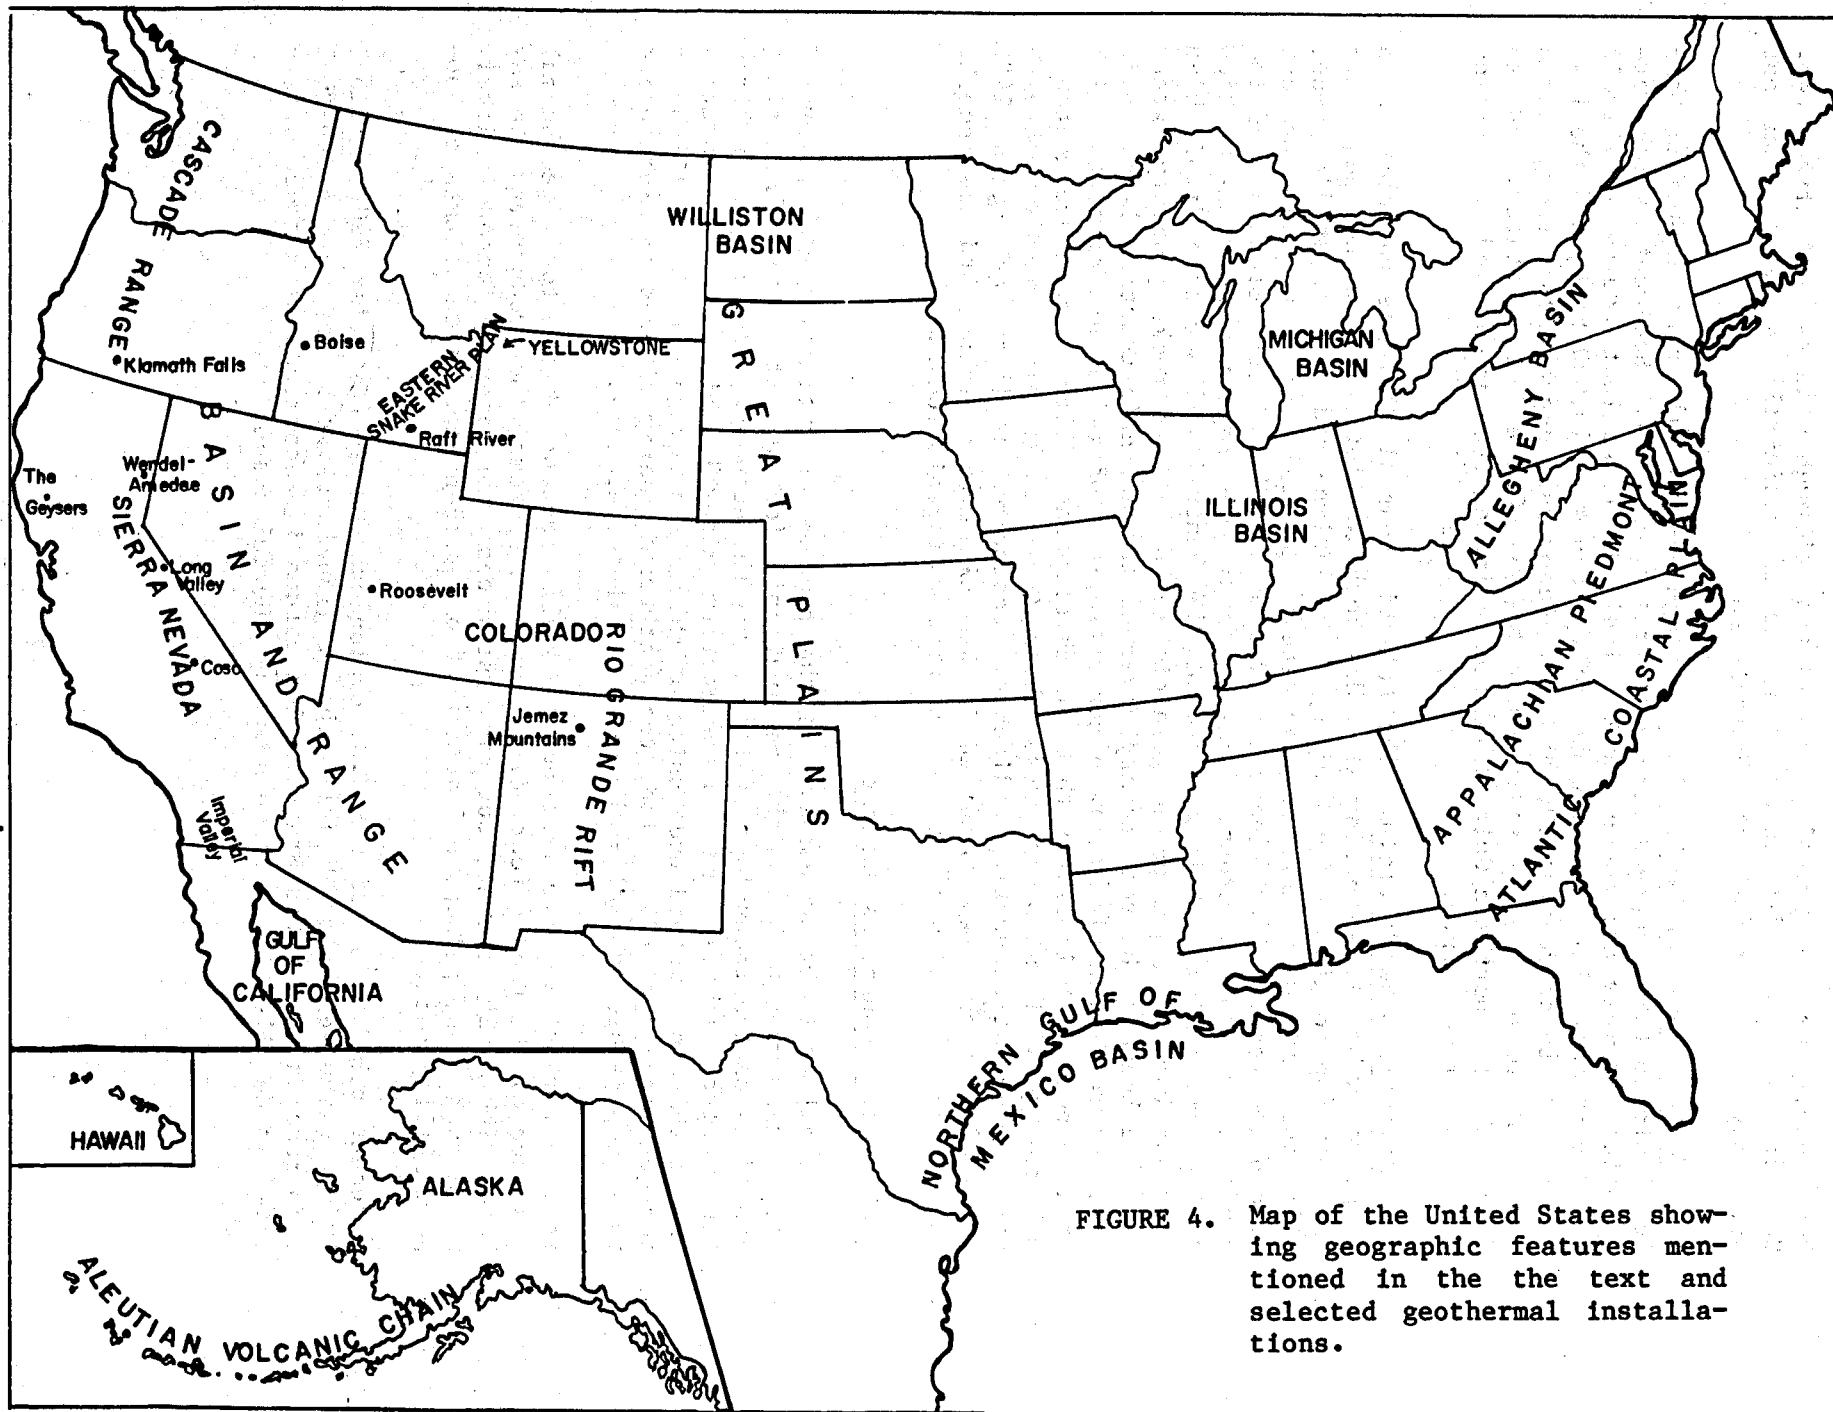 CASCADE RANGE
WILLISTON
BASIN
GREAT PLAINS
Boise
YELLOWSTONE
EASTERN
SNAKE RIVER PLAIN
Klamath Falls
Raft River
BASIN AND RANGE
The
Geysers
Wendel-
Amedee
SIERRA NEVADA
Long
Valley
Coso
Roosevelt
COLORADO
RIO GRANDE RIFT
Jemez
Mountains
Imperial
Valley
GULF
OF
CALIFORNIA
MICHIGAN
BASIN
ILLINOIS
BASIN
ALLEGHENY BASIN
APPALACHIAN PIEDMONT
ATLANTIC COASTAL PLAIN
NORTHERN GULF OF
MEXICO BASIN
HAWAII
ALASKA
ALEUTIAN VOLCANIC CHAIN
FIGURE 4. Map of the United States show-
ing geographic features men-
tioned in the the text and
selected geothermal installa-
tions.